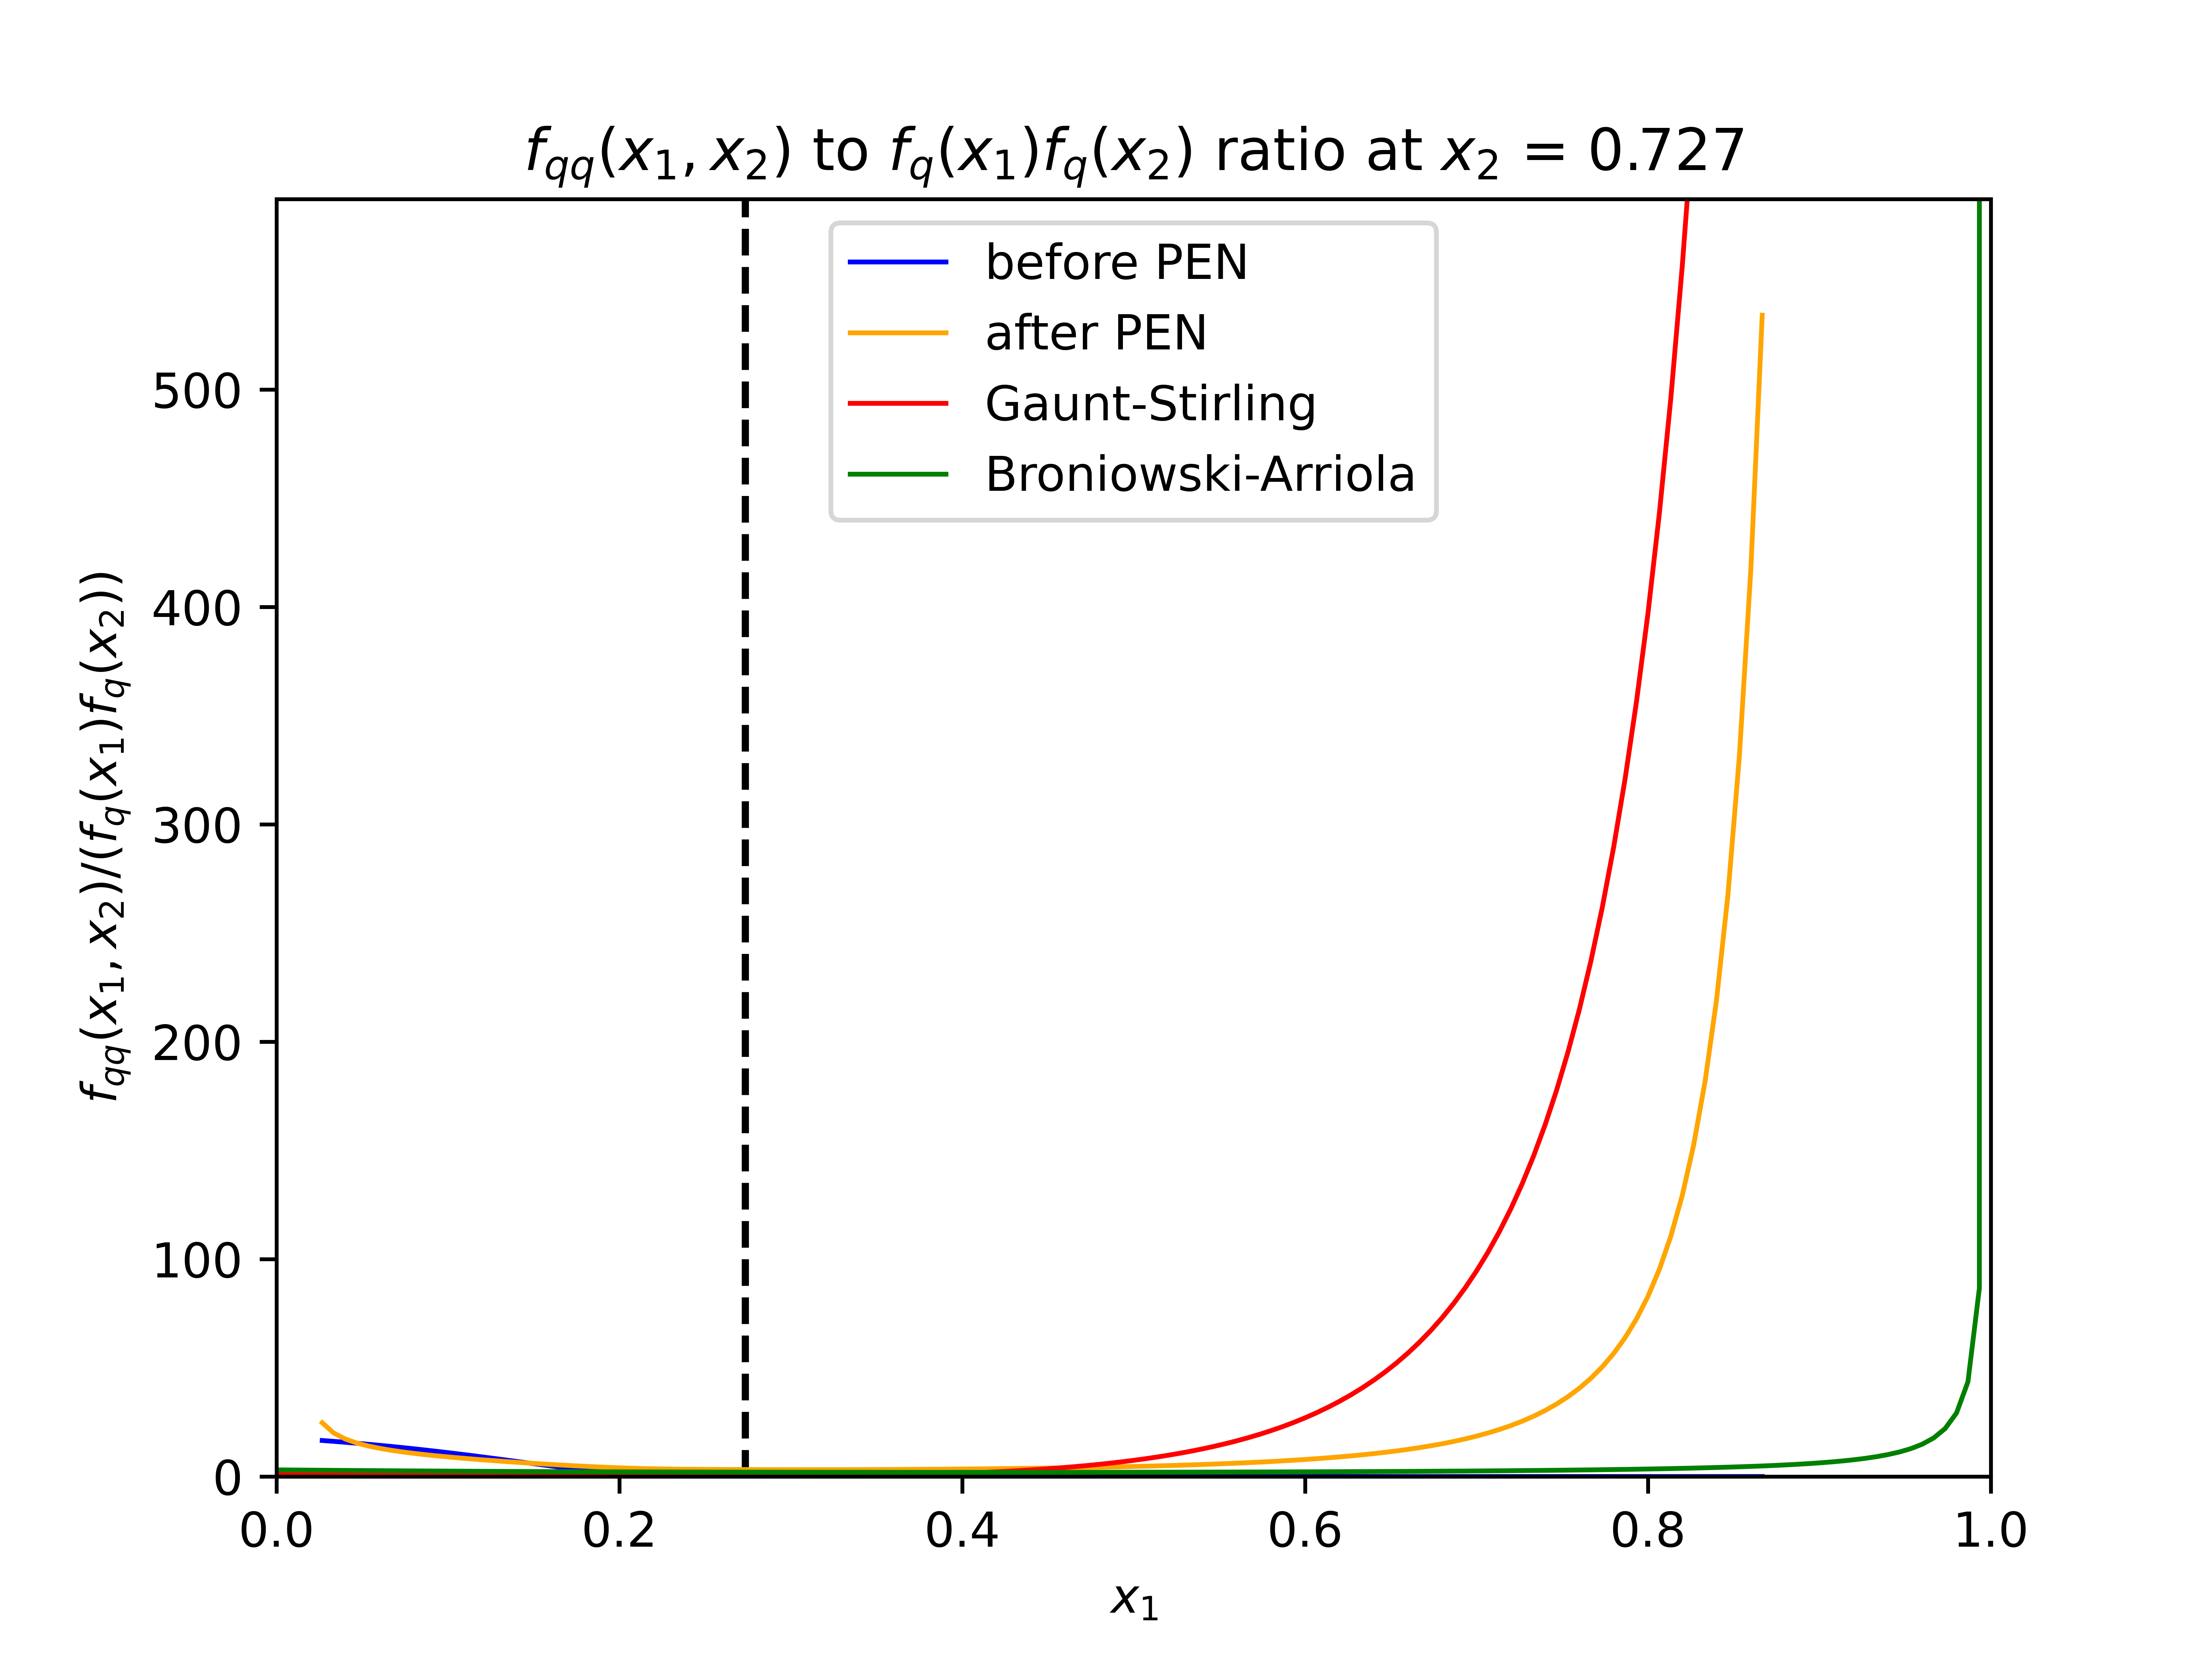 f_qq(x_1, x_2) to f_q(x_1)f_q(x_2) ratio at x_2 = 0.727
before PEN
after PEN
Gaunt-Stirling
Broniowski-Arriola
f_qq(x_1, x_2)/(f_q(x_1)f_q(x_2))
500
400
300
200
100
0
0.0 0.2 0.4 0.6 0.8 1.0
x_1